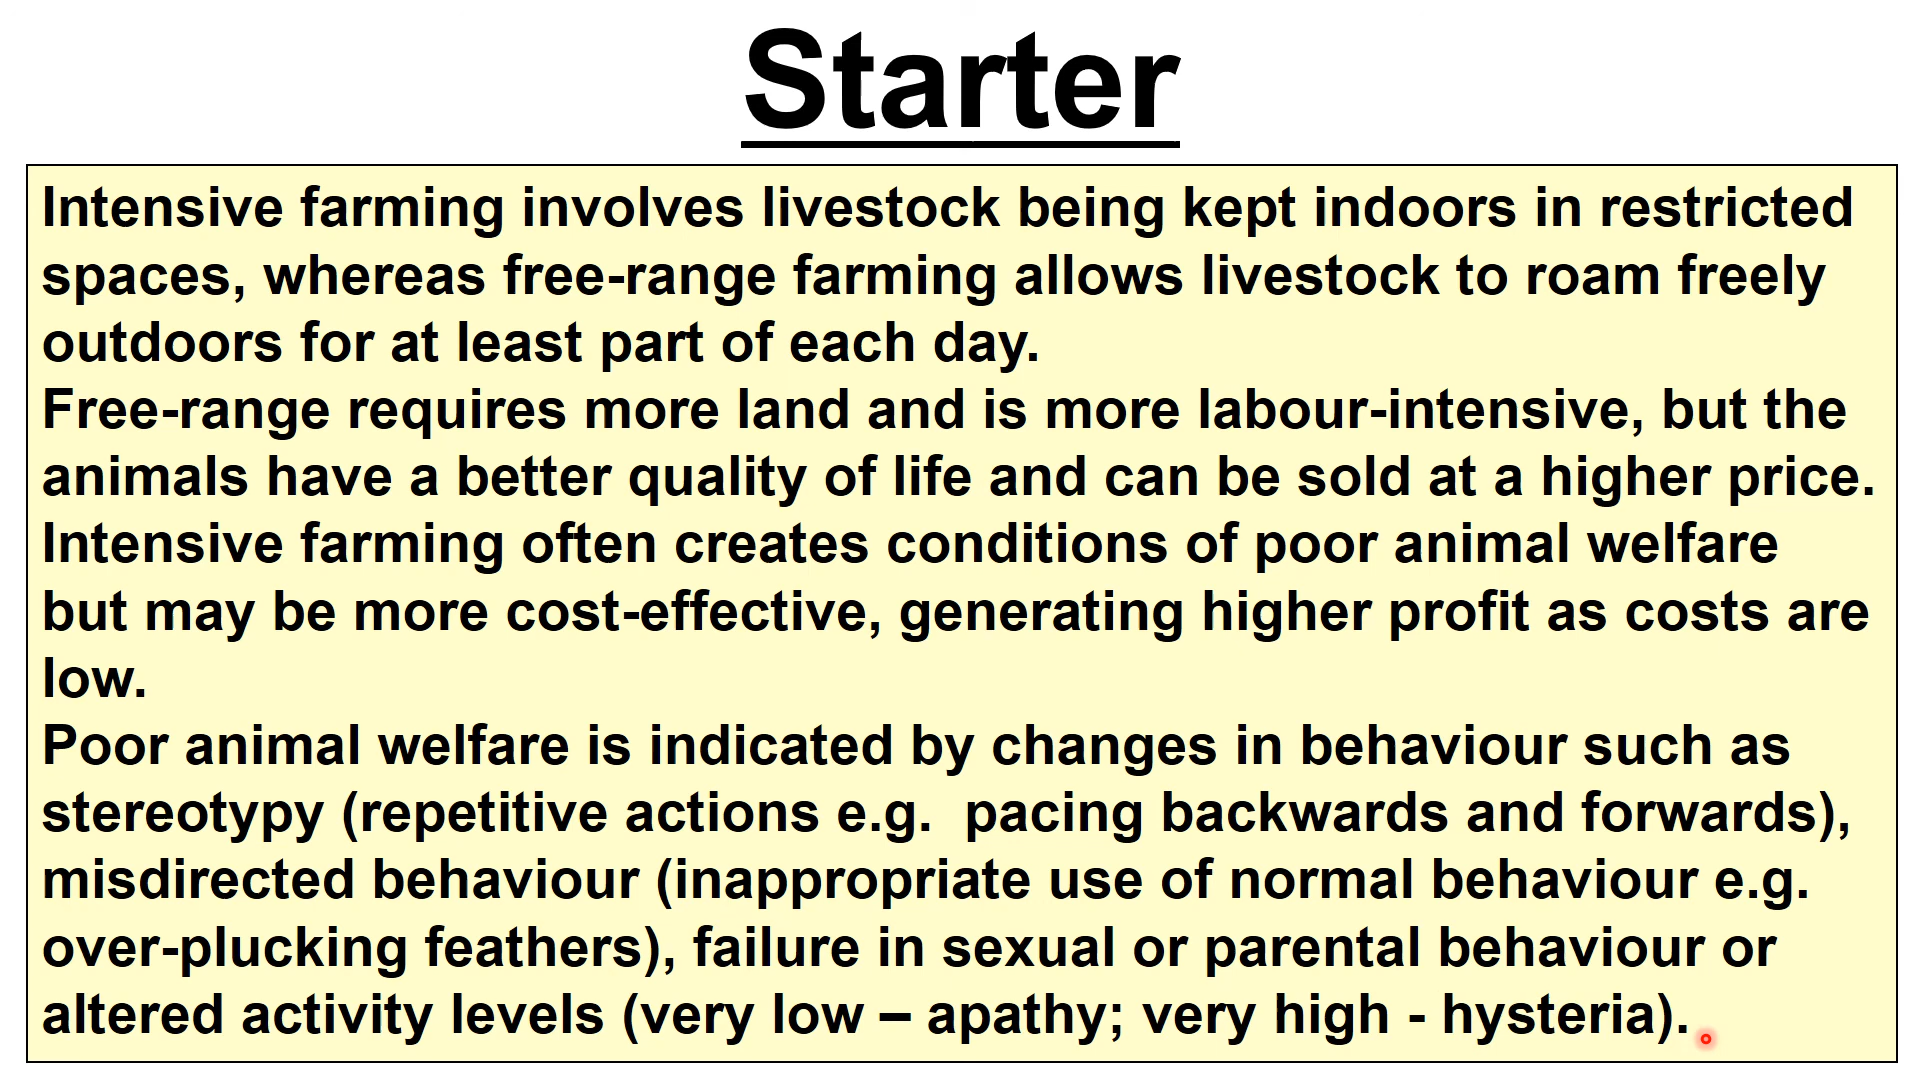 Starter
Intensive farming involves livestock being kept indoors in restricted
spaces, whereas free-range farming allows livestock to roam freely
outdoors for at least part of each day.
Free-range requires more land and is more labour-intensive, but the
animals have a better quality of life and can be sold at a higher price.
Intensive farming often creates conditions of poor animal welfare
but may be more cost-effective, generating higher profit as costs are
low.
Poor animal welfare is indicated by changes in behaviour such as
stereotypy (repetitive actions e.g.  pacing backwards and forwards),
misdirected behaviour (inappropriate use of normal behaviour e.g.
over-plucking feathers), failure in sexual or parental behaviour or
altered activity levels (very low – apathy; very high - hysteria).